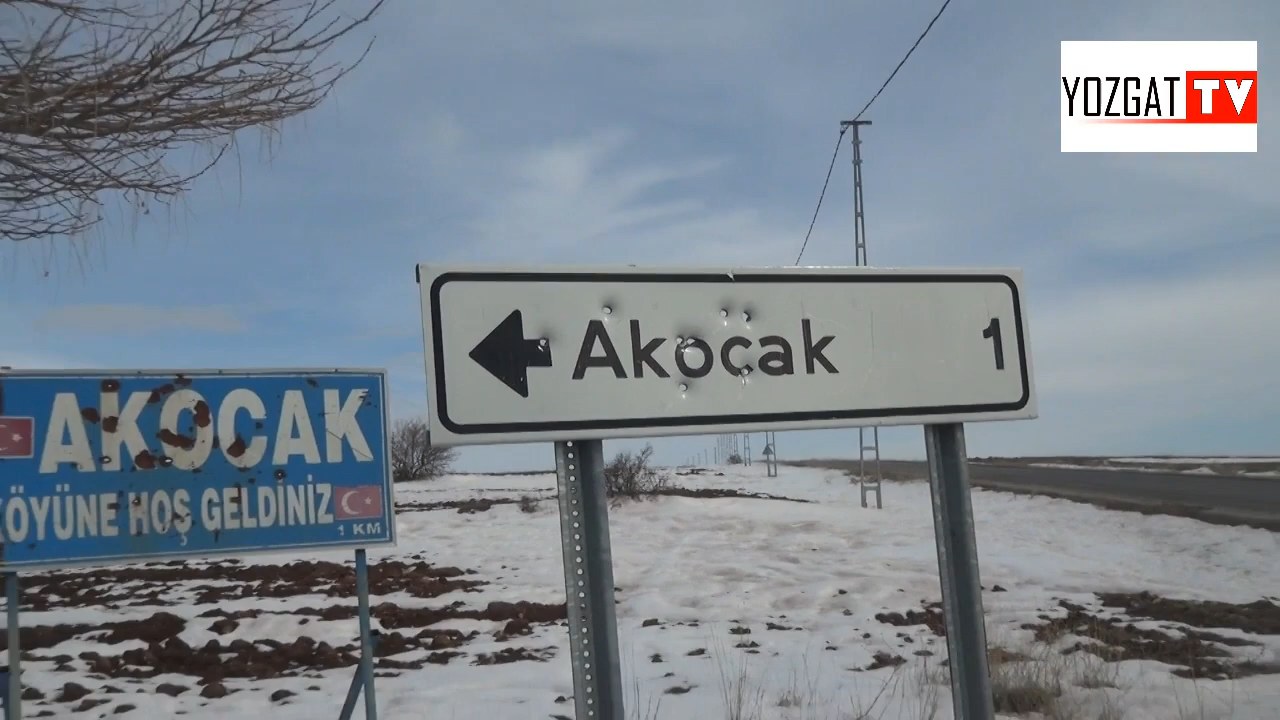 YOZGAT TV
Akocak 1
AKOCAK
KÖYÜNE HOŞ GELDİNİZ
1 KM